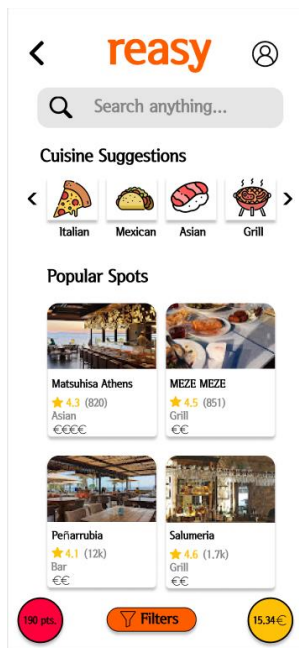 reasy
Search anything...
Cuisine Suggestions
Italian Mexican Asian Grill
Popular Spots
Matsuhisa Athens
4.3 (820)
Asian
€€€€
MEZE MEZE
4.5 (851)
Grill
€€
Peñarrubia
4.1 (12k)
Bar
€€
Salumeria
4.6 (1.7k)
Grill
€€
190 pts.
Filters
15.34€